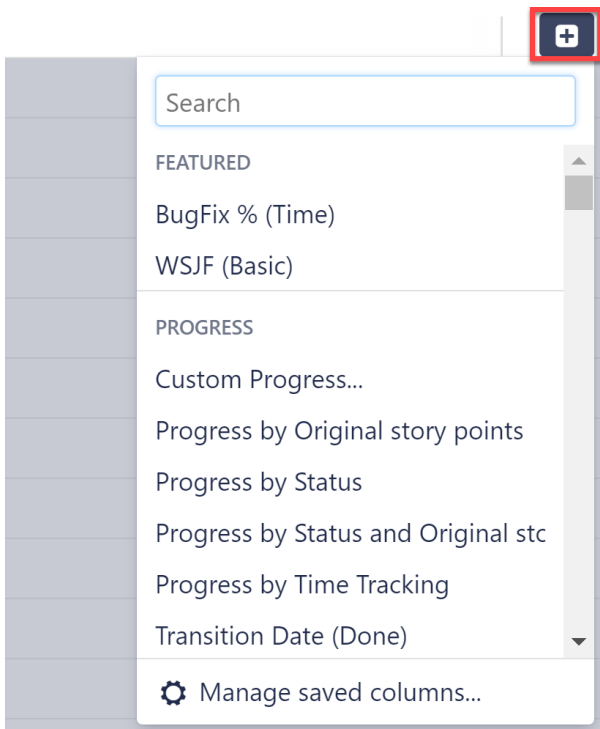 Search
FEATURED
BugFix % (Time)
WSJF (Basic)
PROGRESS
Custom Progress...
Progress by Original story points
Progress by Status
Progress by Status and Original stc
Progress by Time Tracking
Transition Date (Done)
Manage saved columns...